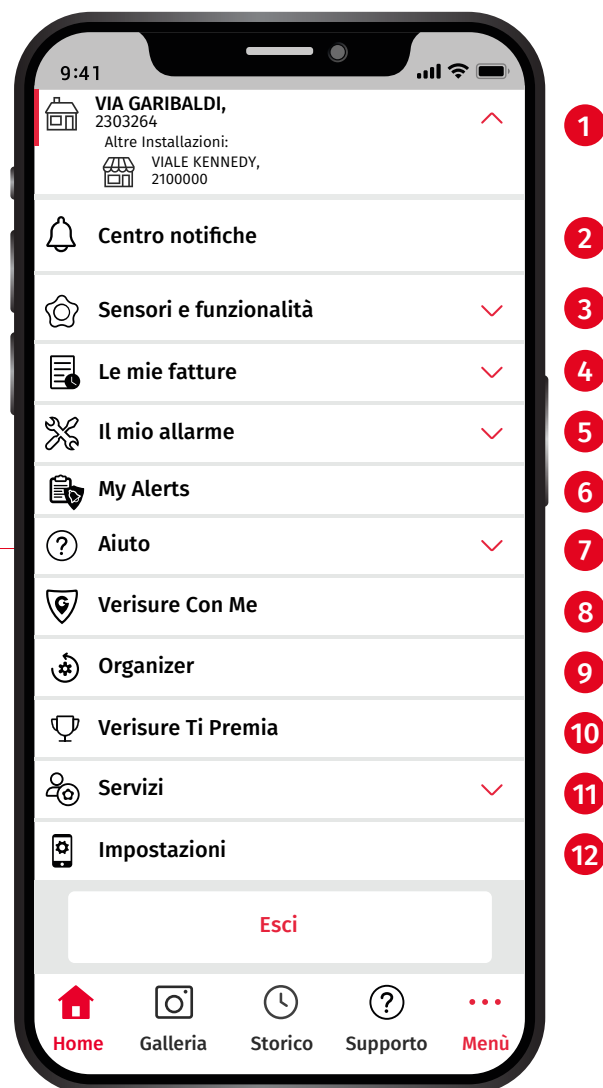 9:41
VIA GARIBALDI,
2303264
Altre Installazioni:
VIALE KENNEDY,
2100000
1
Centro notifiche
2
Sensori e funzionalità
3
Le mie fatture
4
Il mio allarme
5
My Alerts
6
Aiuto
7
Verisure Con Me
8
Organizer
9
Verisure Ti Premia
10
Servizi
11
Impostazioni
12
Esci
Home Galleria Storico Supporto Menù